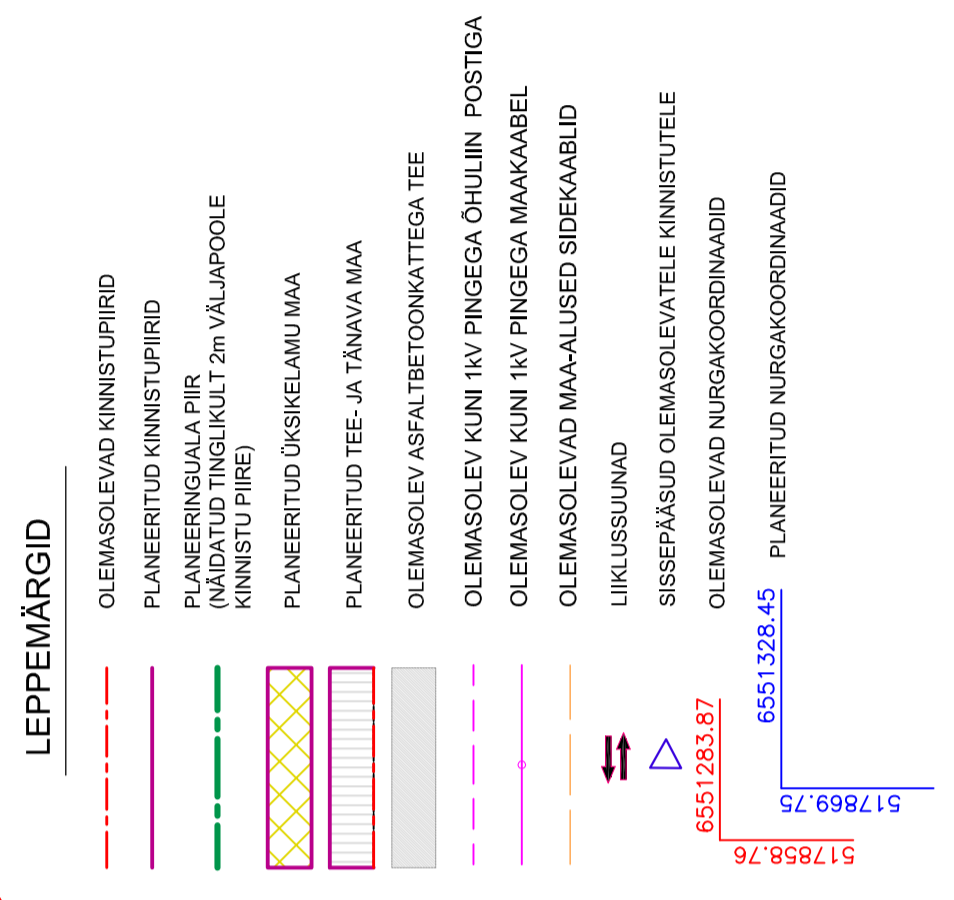 LEPPEMÄRGID
OLEMASOLEVAD KINNISTUPIIRID
PLANEERITUD KINNISTUPIIRID
PLANEERINGUALA PIIR
(NÄIDATUD TINGLIKULT 2m VÄLJAPOOLE
KINNISTU PIIRE)
PLANEERITUD ÜKSIKELAMU MAA
PLANEERITUD TEE- JA TÄNAVA MAA
OLEMASOLEV ASFALTBETOONKATTEGA TEE
OLEMASOLEV KUNI 1kV PINGEGA ÕHULIIN POSTIGA
OLEMASOLEV KUNI 1kV PINGEGA MAAKAABEL
OLEMASOLEVAD MAA-ALUSED SIDEKAABLID
LIIKLUSSUUNAD
SISSEPÄÄSUD OLEMASOLEVATELE KINNISTUTELE
OLEMASOLEVAD NURGAKOORDINAADID
6551283.87
517858.76
PLANEERITUD NURGAKOORDINAADID
6551328.45
517869.75